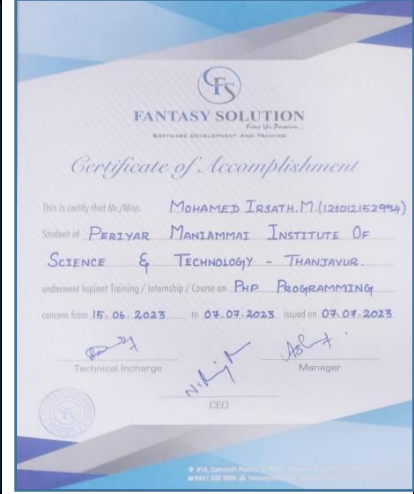 FS
FANTASY SOLUTION
SOFTWARE DEVELOPMENT AND TRAINING
Certificate of Accomplishment
This is certify that Mr./Miss. MOHAMED IRSATH.M.(121012152994)
Student of PERIYAR MANIAMMAI INSTITUTE OF
SCIENCE & TECHNOLOGY - THANJAVUR.
underwent Inplant Training / Internship / Course on PHP PROGRAMMING
concern from 15.06.2023 to 07.07.2023 issued on 07.07.2023
Technical Incharge
Manager
CEO